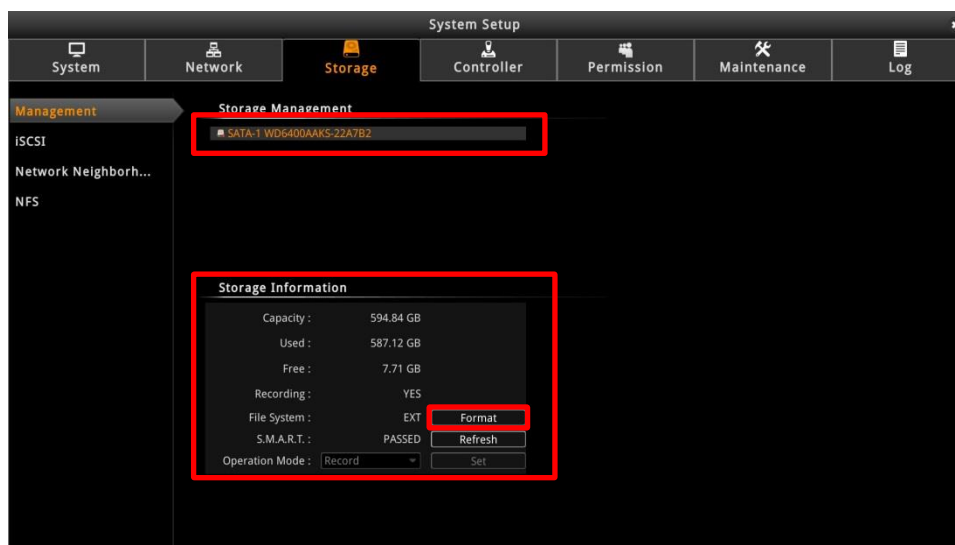 System Setup
System Network Storage Controller Permission Maintenance Log
Management
iSCSI
Network Neighborh...
NFS
Storage Management
SATA-1 WD6400AAKS-22A7B2
Storage Information
Capacity : 594.84 GB
Used : 587.12 GB
Free : 7.71 GB
Recording : YES
File System : EXT Format
S.M.A.R.T. : PASSED Refresh
Operation Mode : Record Set